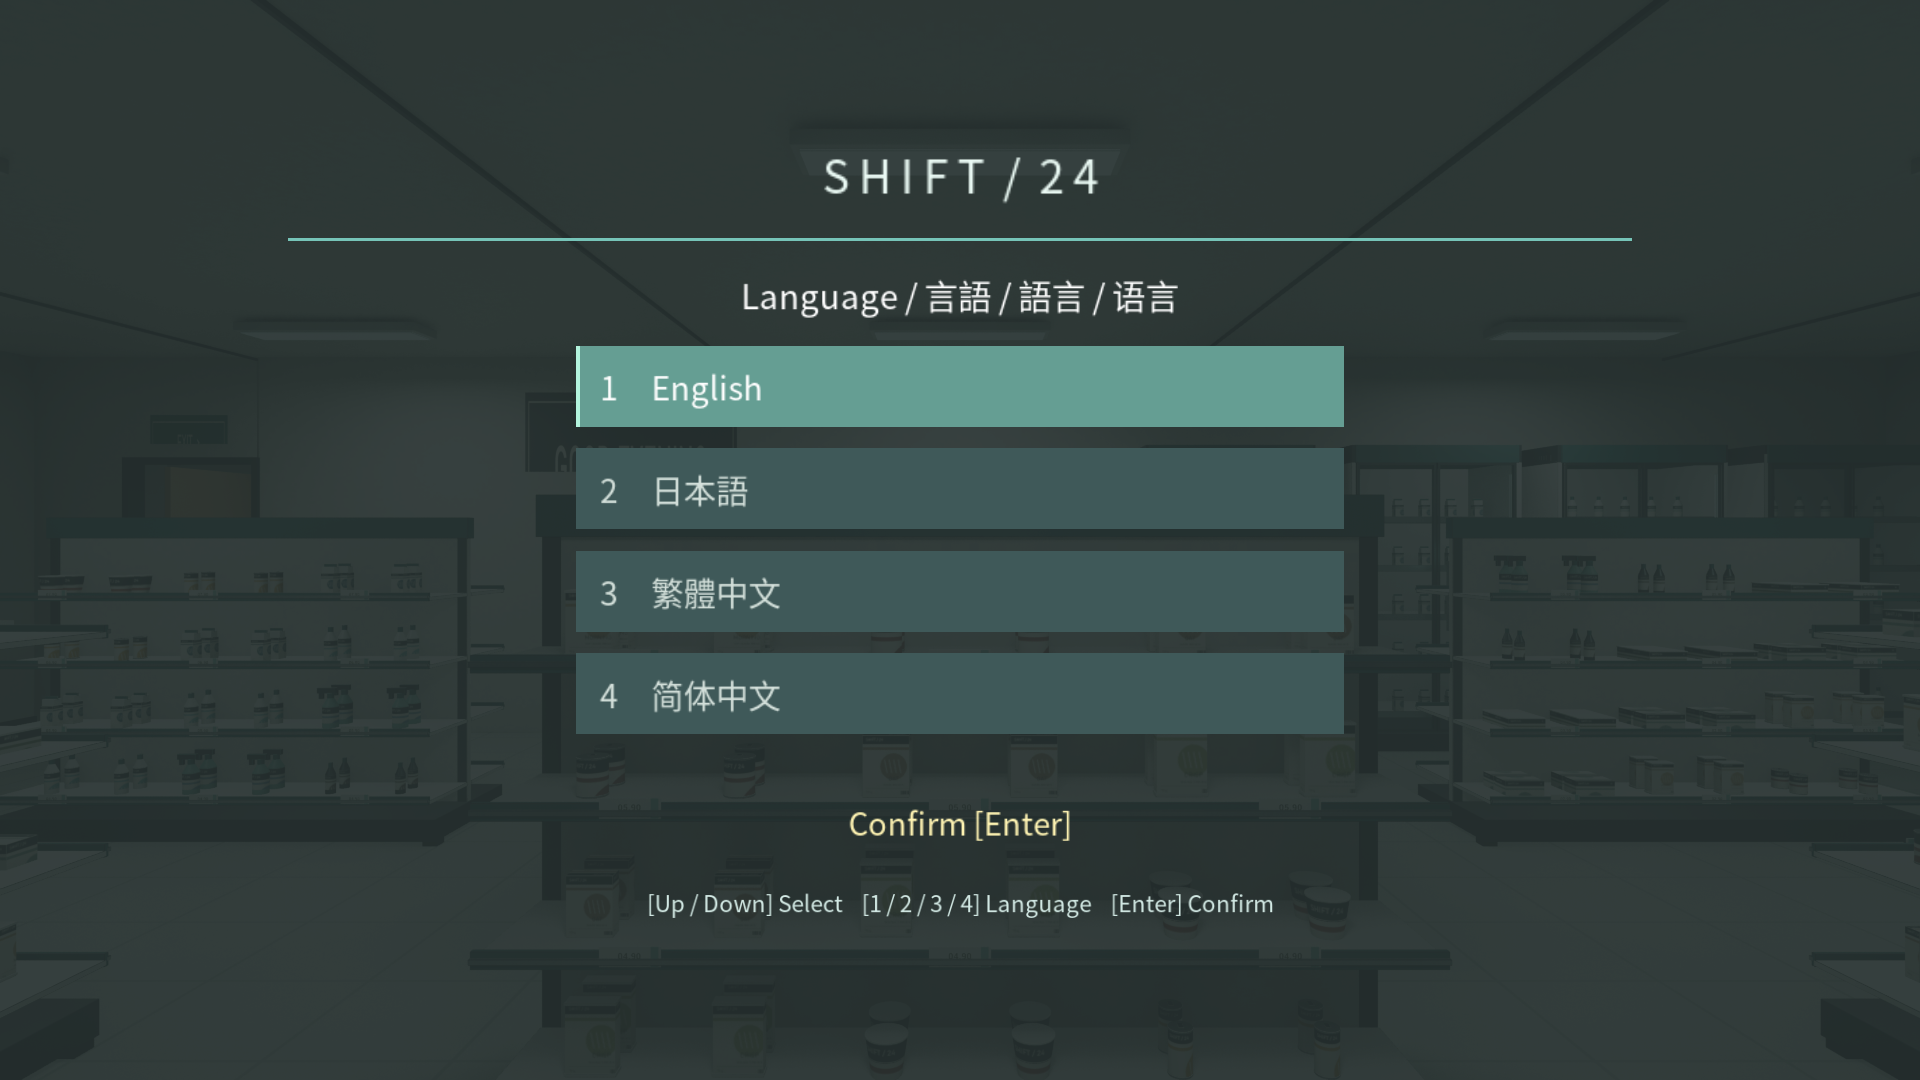 SHIFT / 24
Language / 言語 / 語言 / 语言
1 English
2 日本語
3 繁體中文
4 简体中文
Confirm [Enter]
[Up / Down] Select [1 / 2 / 3 / 4] Language [Enter] Confirm